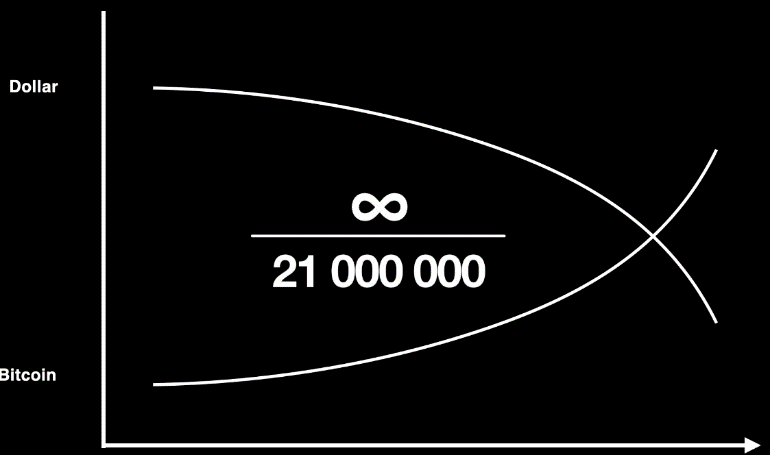 Dollar
∞
21 000 000
Bitcoin